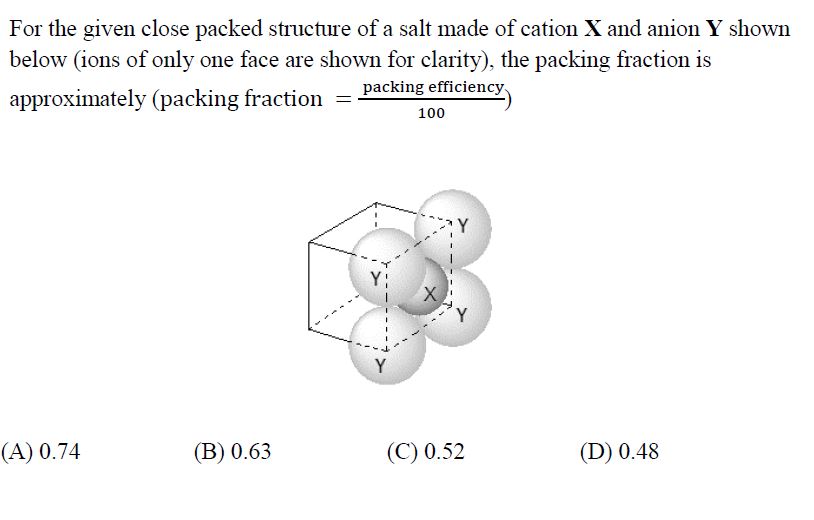 For the given close packed structure of a salt made of cation X and anion Y shown
below (ions of only one face are shown for clarity), the packing fraction is
approximately (packing fraction = packing efficiency/100)
Y
Y
X
Y
Y
(A) 0.74 (B) 0.63 (C) 0.52 (D) 0.48